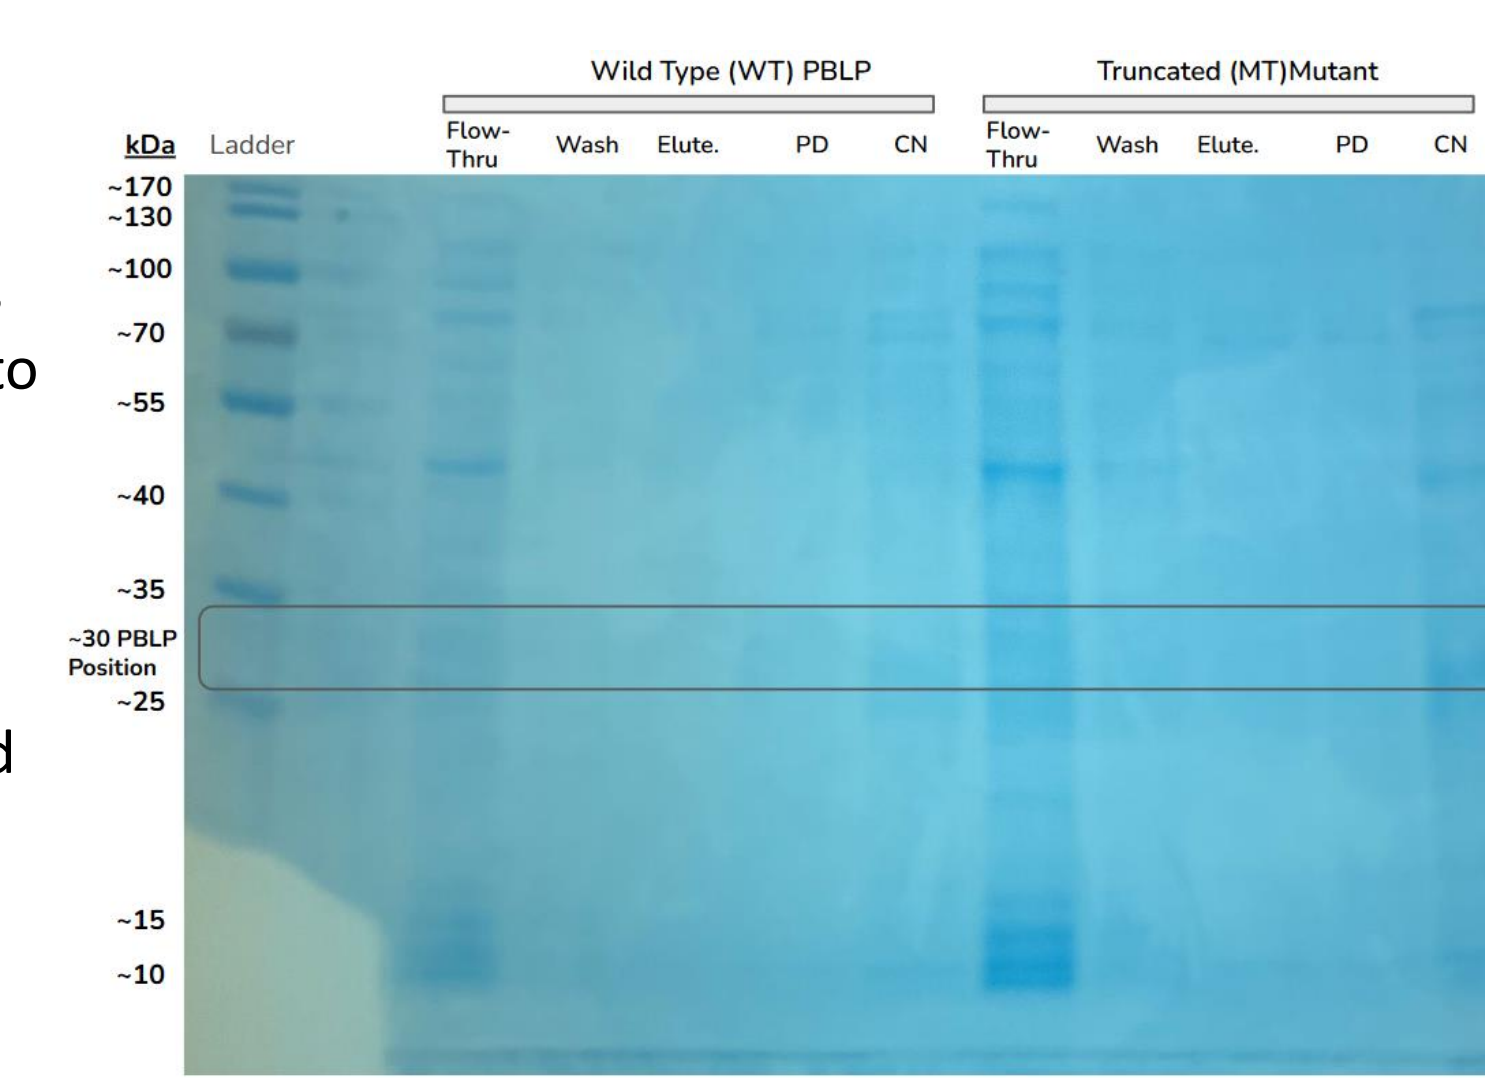 Wild Type (WT) PBLP
Truncated (MT)Mutant
kDa
Ladder
Flow-
Thru
Wash
Elute.
PD
CN
Flow-
Thru
Wash
Elute.
PD
CN
~170
~130
~100
~70
to
~55
~40
~35
~30 PBLP
Position
~25
d
~15
~10